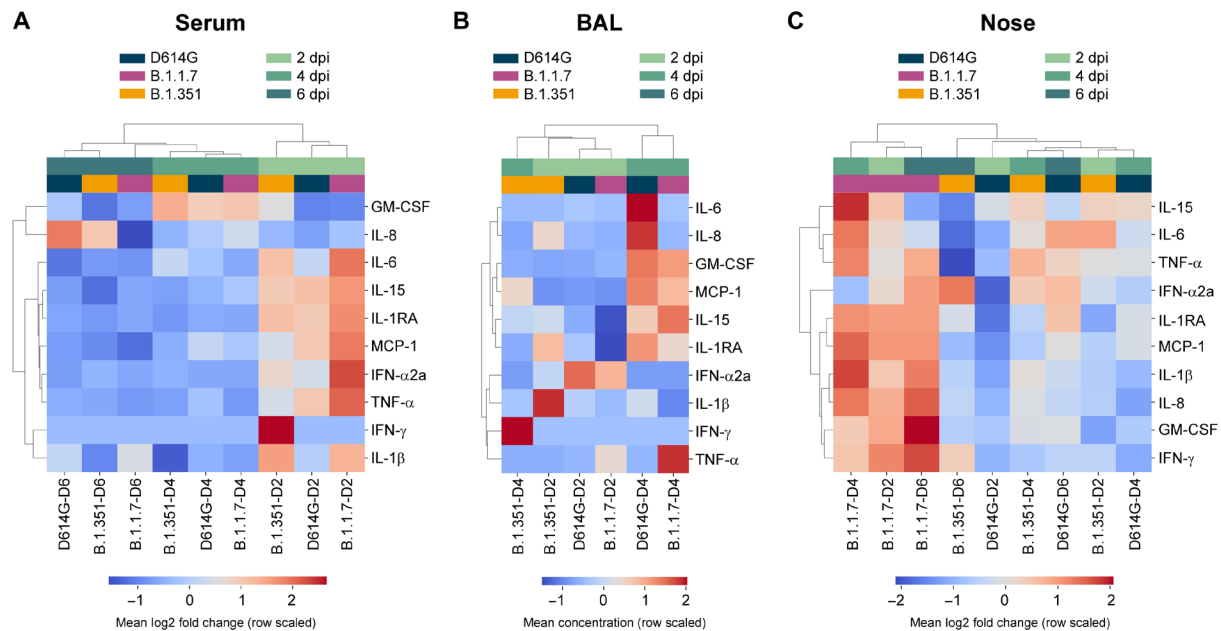 A
Serum
D614G
B.1.1.7
B.1.351
2 dpi
4 dpi
6 dpi
GM-CSF
IL-8
IL-6
IL-15
IL-1RA
MCP-1
IFN-α2a
TNF-α
IFN-γ
IL-1β
D614G-D6
B.1.351-D6
B.1.1.7-D6
B.1.351-D4
D614G-D4
B.1.1.7-D4
B.1.351-D2
D614G-D2
B.1.1.7-D2
−1 0 1 2
Mean log2 fold change (row scaled)
B
BAL
D614G
B.1.1.7
B.1.351
2 dpi
4 dpi
6 dpi
IL-6
IL-8
GM-CSF
MCP-1
IL-15
IL-1RA
IFN-α2a
IL-1β
IFN-γ
TNF-α
B.1.351-D4
B.1.351-D2
D614G-D2
B.1.1.7-D2
D614G-D4
B.1.1.7-D4
−1 0 1 2
Mean concentration (row scaled)
C
Nose
D614G
B.1.1.7
B.1.351
2 dpi
4 dpi
6 dpi
IL-15
IL-6
TNF-α
IFN-α2a
IL-1RA
MCP-1
IL-1β
IL-8
GM-CSF
IFN-γ
B.1.1.7-D4
B.1.1.7-D2
B.1.1.7-D6
B.1.351-D6
D614G-D2
B.1.351-D4
D614G-D6
B.1.351-D2
D614G-D4
−2 −1 0 1 2
Mean log2 fold change (row scaled)